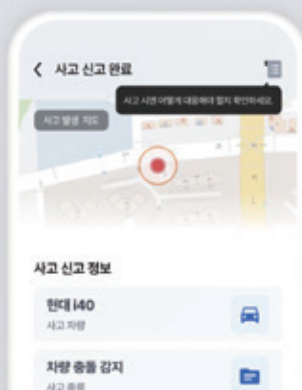 사고 신고 완료
사고 시엔 어떻게 대응해야 할지 확인하세요.
사고 발생 지도
사고 신고 정보
현대 i40
사고 차량
차량 충돌 감지
사고 종류